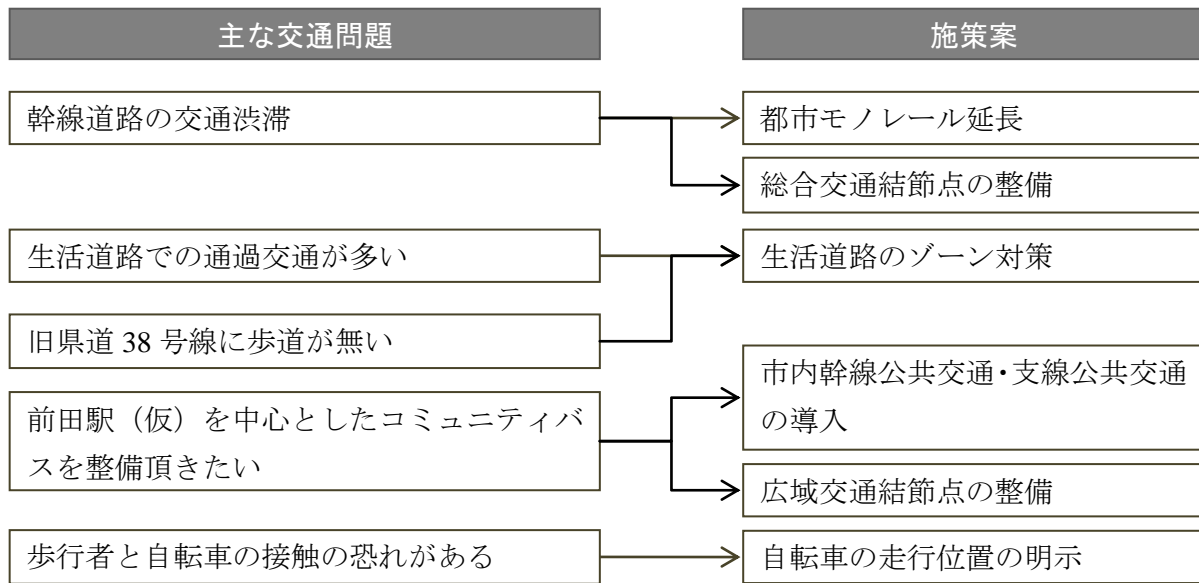 主な交通問題
施策案
幹線道路の交通渋滞
都市モノレール延長
総合交通結節点の整備
生活道路での通過交通が多い
生活道路のゾーン対策
旧県道 38 号線に歩道が無い
市内幹線公共交通・支線公共交通
の導入
前田駅（仮）を中心としたコミュニティバ
スを整備頂きたい
広域交通結節点の整備
歩行者と自転車の接触の恐れがある
自転車の走行位置の明示